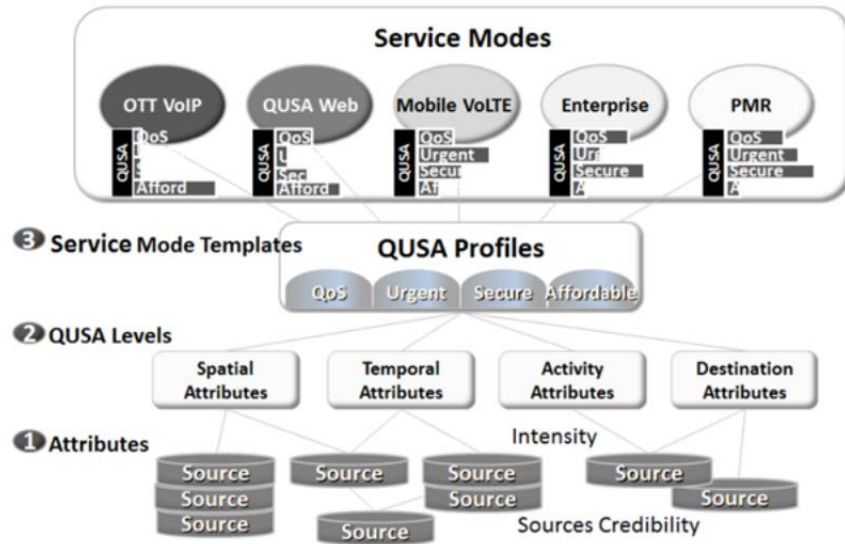 Service Modes
OTT VoIP
QUSA Web
Mobile VoLTE
Enterprise
PMR
QUSA
QoS
Afford
QUSA
QoS
U
Sec
Afford
QUSA
QoS
Urgent
Secur
Af
QUSA
QoS
Urg
Secure
A
QUSA
QoS
Urgent
Secure
A
3 Service Mode Templates
QUSA Profiles
QoS
Urgent
Secure
Affordable
2 QUSA Levels
Spatial
Attributes
Temporal
Attributes
Activity
Attributes
Destination
Attributes
1 Attributes
Intensity
Source
Source
Source
Source
Source
Source
Source
Source
Source
Sources Credibility